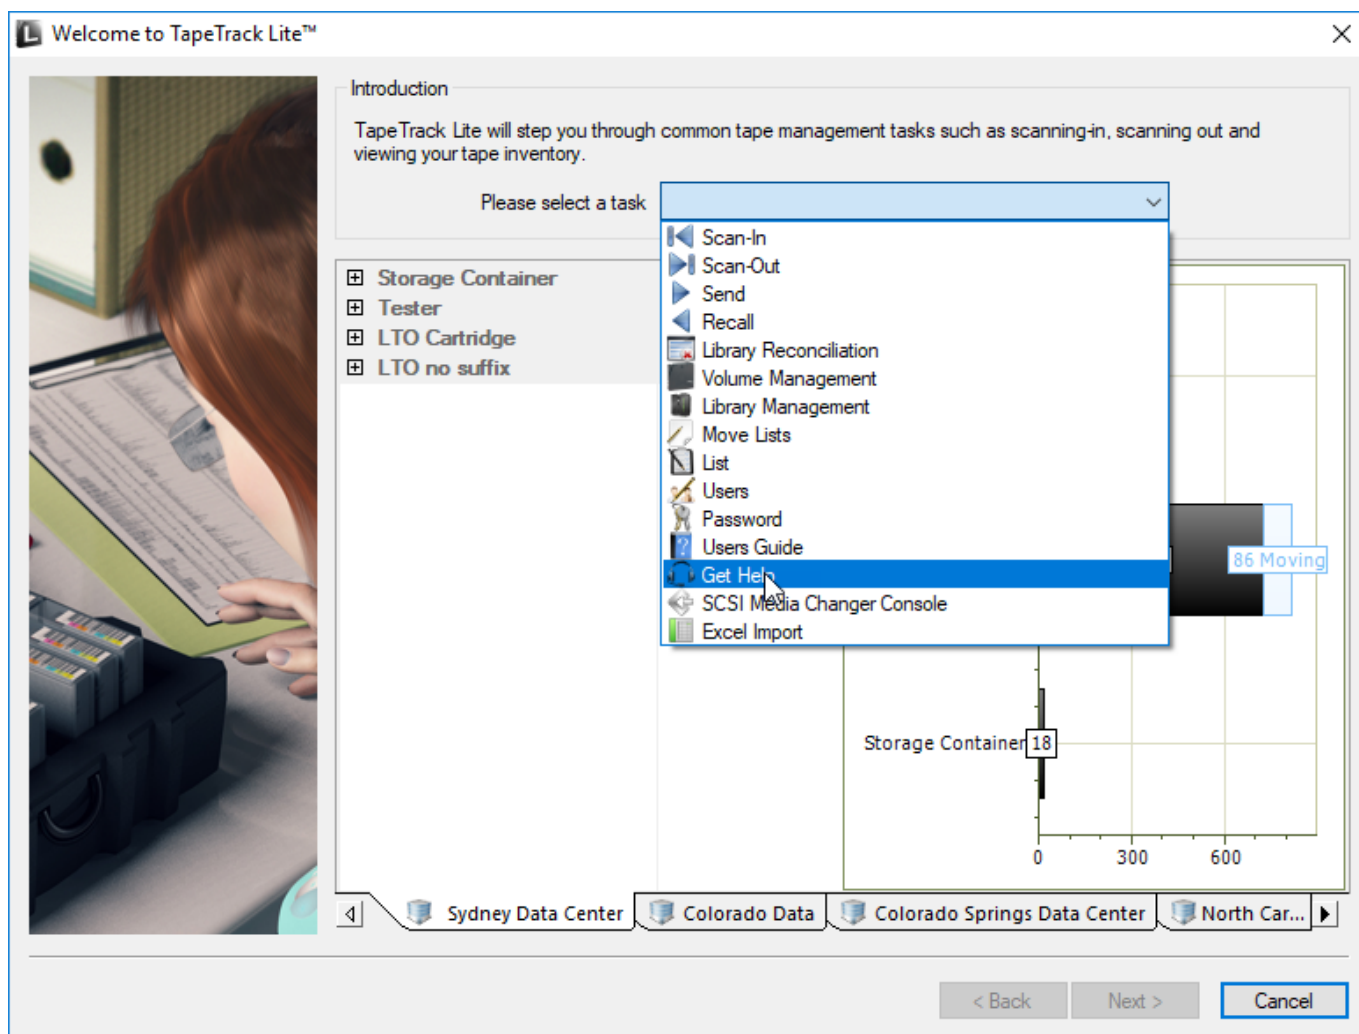 Welcome to TapeTrack Lite™
Introduction
TapeTrack Lite will step you through common tape management tasks such as scanning-in, scanning out and
viewing your tape inventory.
Please select a task
Scan-In
Scan-Out
Send
Recall
Library Reconciliation
Volume Management
Library Management
Move Lists
List
Users
Password
Users Guide
Get Help
SCSI Media Changer Console
Excel Import
Storage Container
Tester
LTO Cartridge
LTO no suffix
86 Moving
Storage Container 18
0 300 600
Sydney Data Center Colorado Data Colorado Springs Data Center North Car...
< Back Next > Cancel